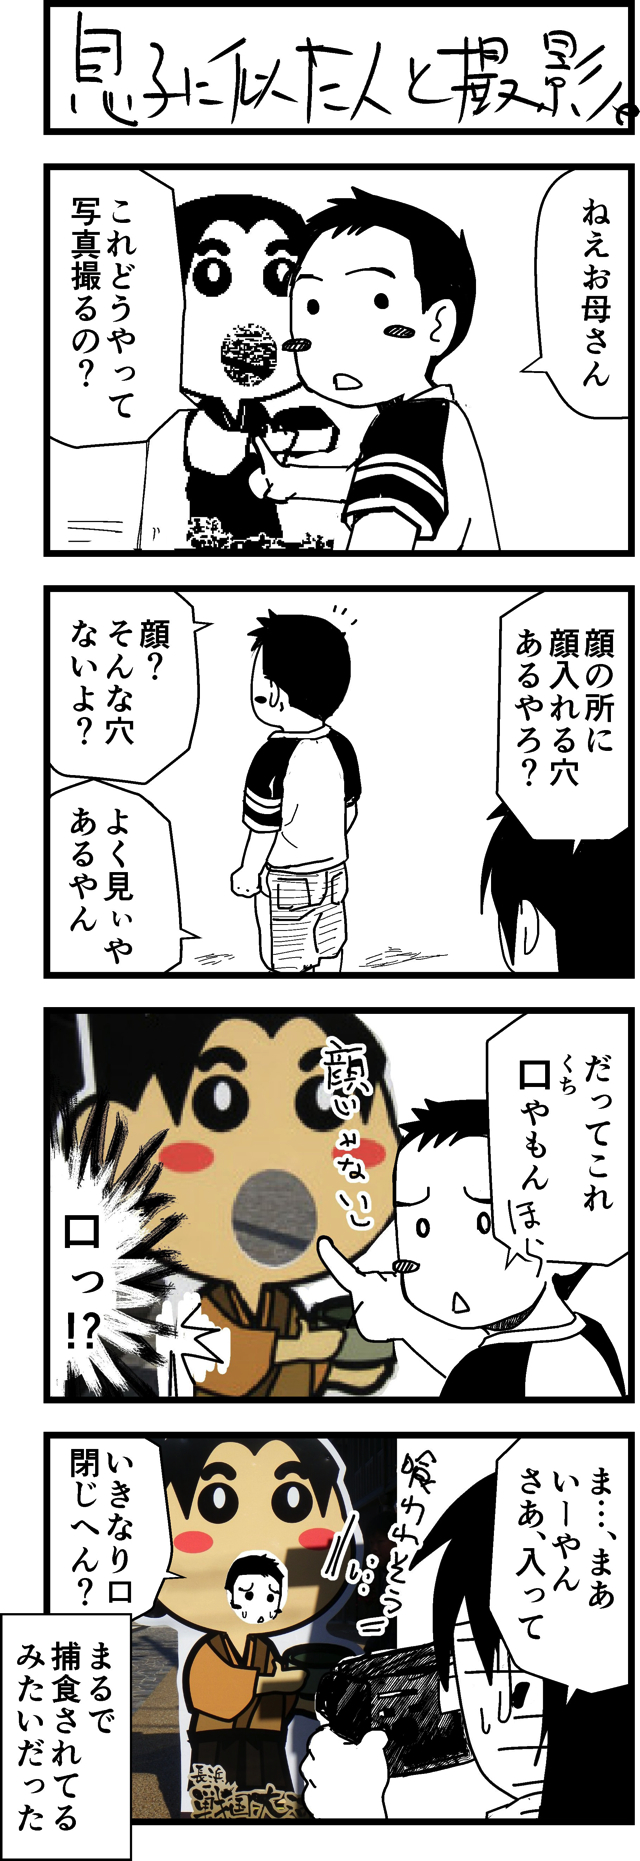 息子に似た人と撮影。
ねえお母さん
これどうやって
写真撮るの？
長浜
顔の所に
顔入れる穴
あるやろ？
顔？
そんな穴
ないよ？
よく見ぃや
あるやん
だってこれ
口やもん
くち
ほら
顔じゃない
口っ!?
ま…、まあ
いーやん
さあ、入って
いきなり口
閉じへん？
長浜
まるで
捕食されてる
みたいだった